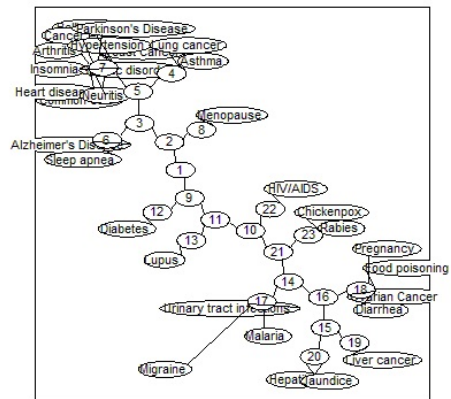 Parkinson's Disease
Cancer
Hypertension
Lung cancer
Arthritis
Asthma
Insomnia
7
4
Heart disease
Neuritis
5
3
Menopause
8
6
2
Alzheimer's Dis
Sleep apnea
1
9
HIV/AIDS
12
22
Chickenpox
11
Diabetes
10
23
Rabies
13
21
Lupus
Pregnancy
14
Food poisoning
17
16
18
arian Cancer
Urinary tract infections
Diarrhea
15
Malaria
19
20
Liver cancer
Migraine
Hepati
Jaundice